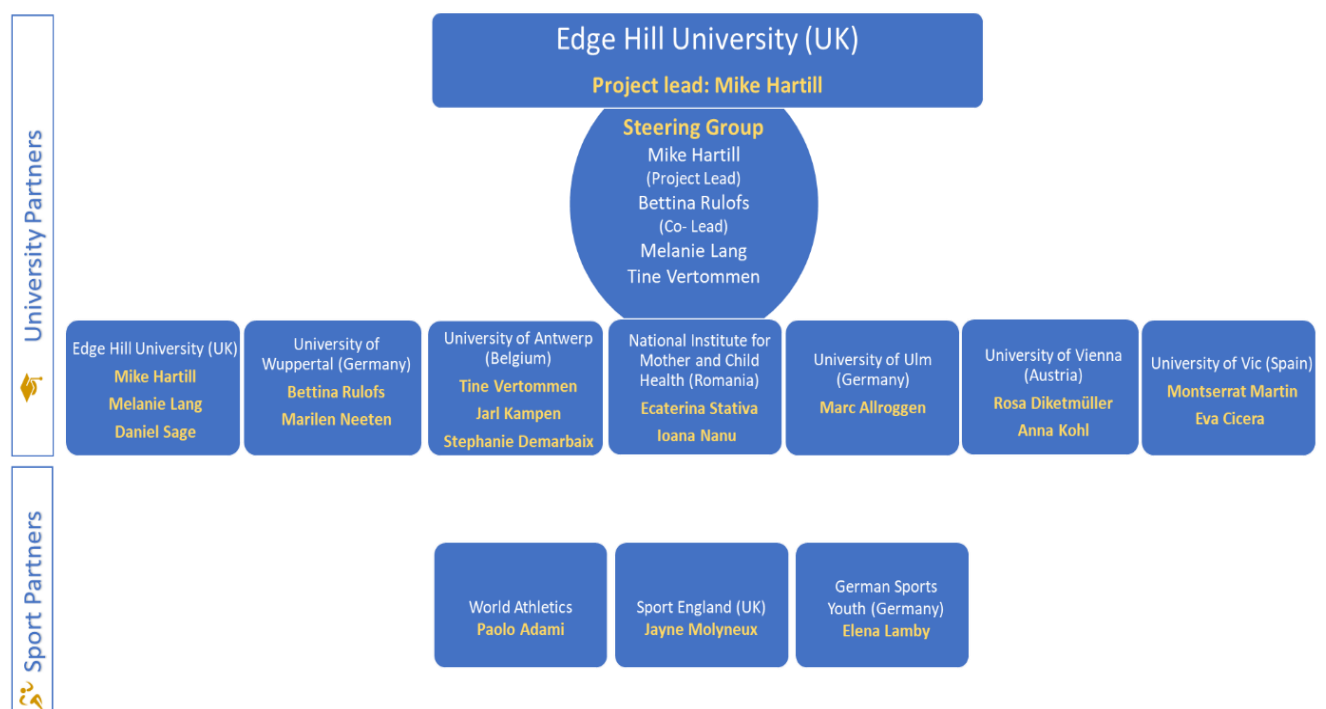 University Partners
Edge Hill University (UK)
Project lead: Mike Hartill
Steering Group
Mike Hartill
(Project Lead)
Bettina Rulofs
(Co- Lead)
Melanie Lang
Tine Vertommen
Edge Hill University (UK)
Mike Hartill
Melanie Lang
Daniel Sage
University of
Wuppertal (Germany)
Bettina Rulofs
Marilen Neeten
University of Antwerp
(Belgium)
Tine Vertommen
Jarl Kampen
Stephanie Demarbaix
National Institute for
Mother and Child
Health (Romania)
Ecaterina Stativa
Ioana Nanu
University of Ulm
(Germany)
Marc Allroggen
University of Vienna
(Austria)
Rosa Diketmüller
Anna Kohl
University of Vic (Spain)
Montserrat Martin
Eva Cicera
Sport Partners
World Athletics
Paolo Adami
Sport England (UK)
Jayne Molyneux
German Sports
Youth (Germany)
Elena Lamby